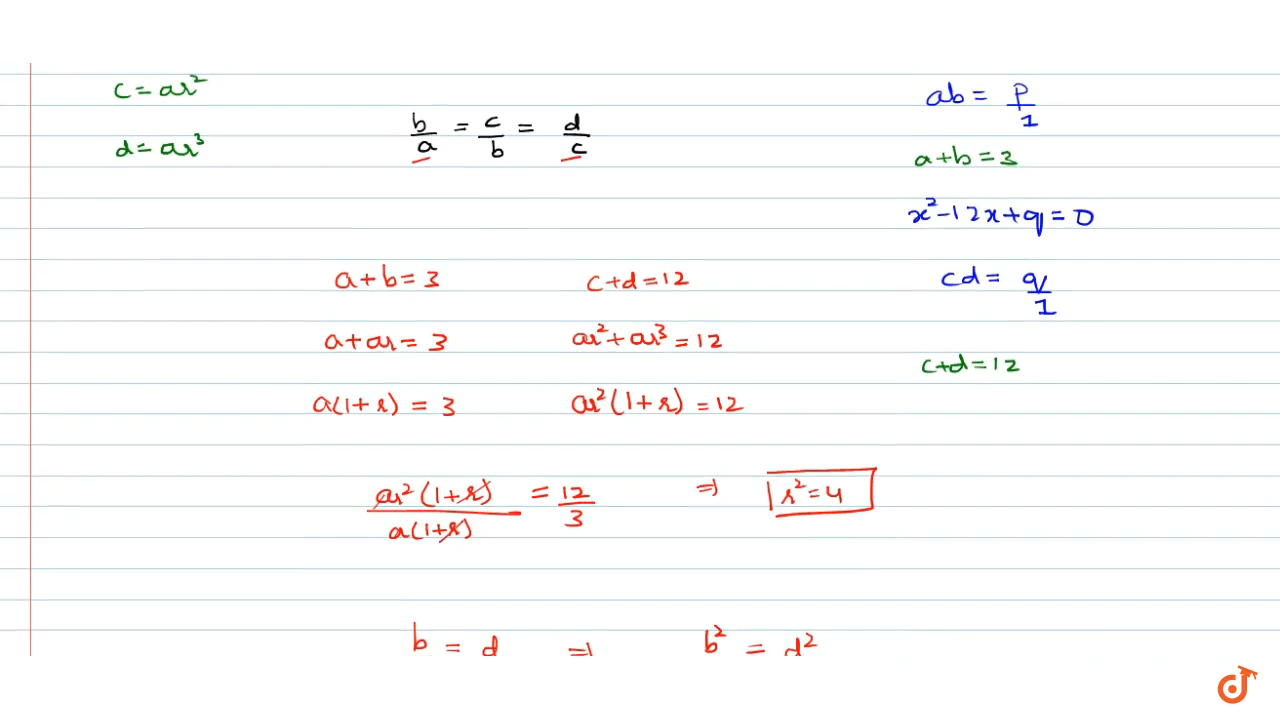 c = ar²
d = ar³
b/a = c/b = d/c
ab = P/1
a+b = 3
x² - 12x + q = 0
cd = q/1
c+d = 12
a + b = 3
c + d = 12
a + ar = 3
ar² + ar³ = 12
a(1+r) = 3
ar²(1+r) = 12
ar²(1+r)/a(1+r) = 12/3 ⇒ r² = 4
b = d ⇒ b² = d²